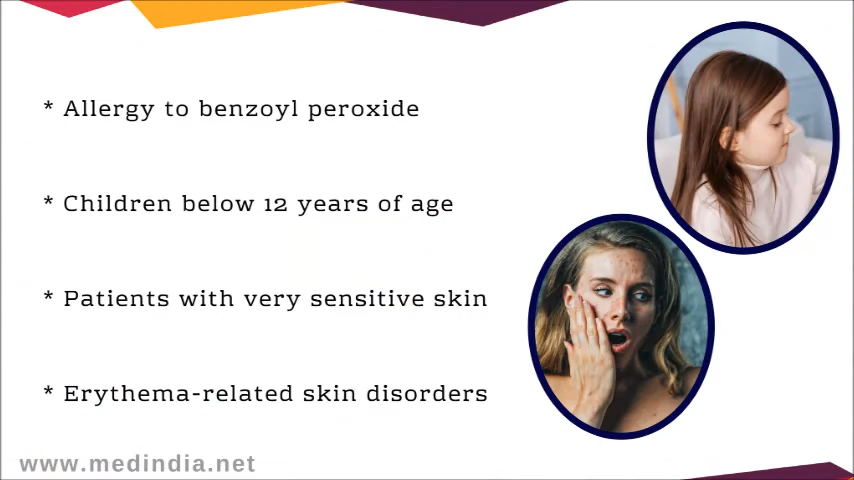 * Allergy to benzoyl peroxide
* Children below 12 years of age
* Patients with very sensitive skin
* Erythema-related skin disorders
www.medindia.net